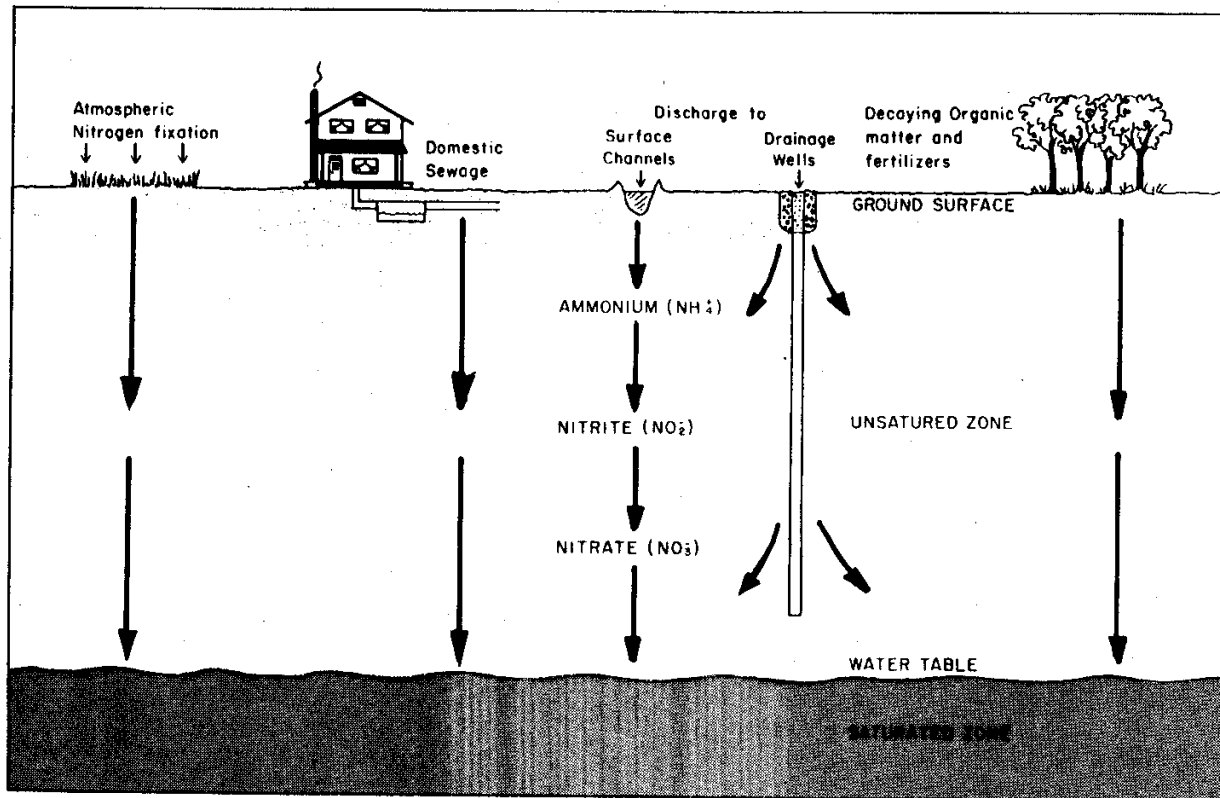 Atmospheric
Nitrogen fixation
Domestic
Sewage
Discharge to
Surface
Channels
Drainage
Wells
Decaying Organic
matter and
fertilizers
GROUND SURFACE
AMMONIUM (NH₄⁺)
NITRITE (NO₂⁻)
UNSATURED ZONE
NITRATE (NO₃⁻)
WATER TABLE
SATURATED ZONE